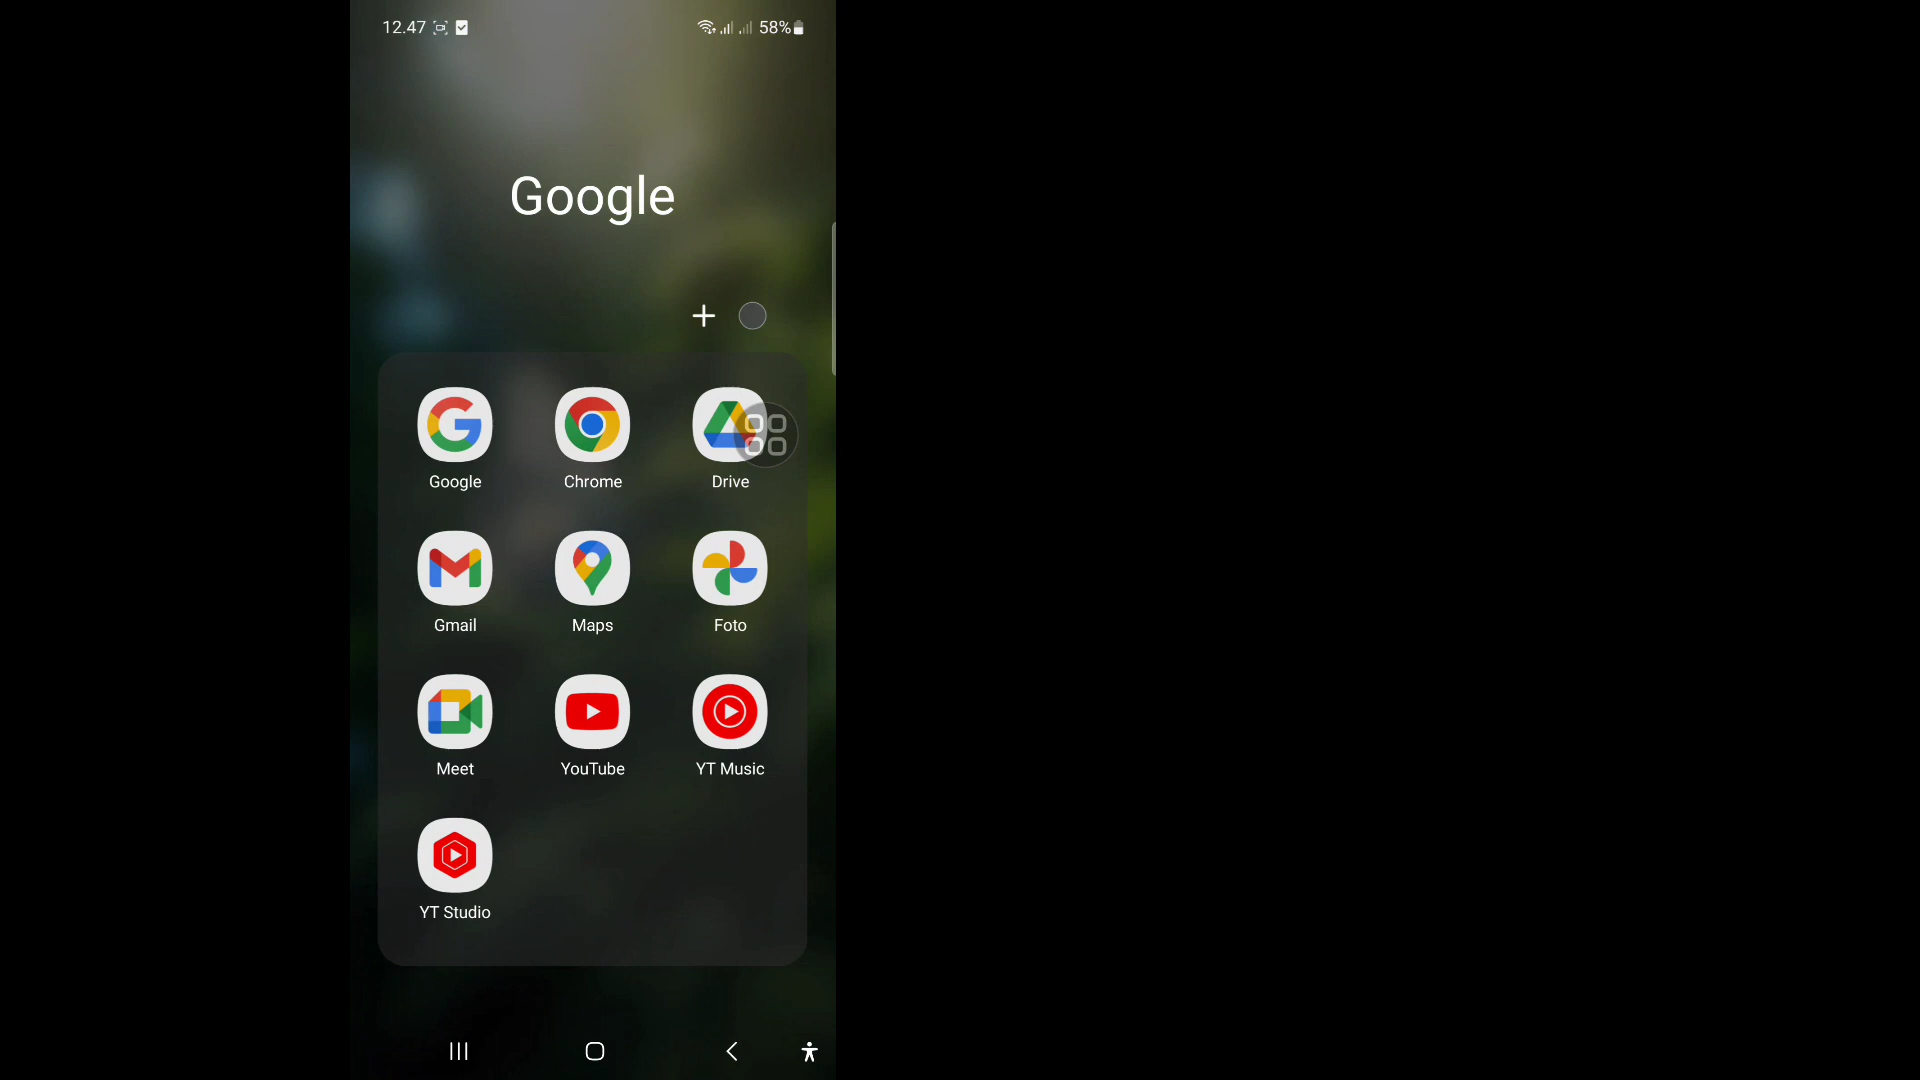 12.47 58%
Google
Google Chrome Drive
Gmail Maps Foto
Meet YouTube YT Music
YT Studio